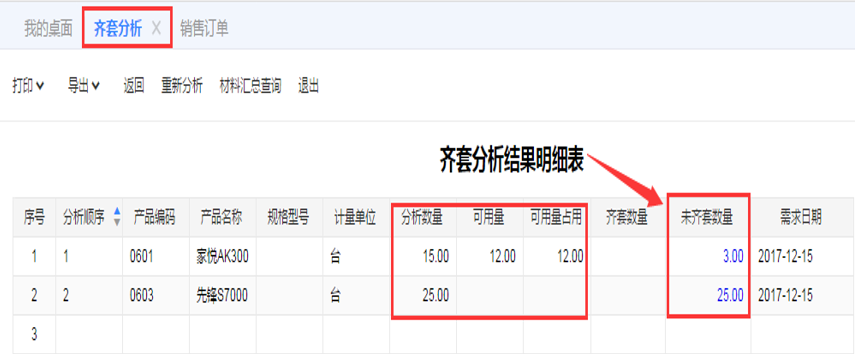 我的桌面 齐套分析 X 销售订单
打印 导出 返回 重新分析 材料汇总查询 退出
齐套分析结果明细表
序号 分析顺序 产品编码 产品名称 规格型号 计量单位 分析数量 可用量 可用量占用 齐套数量 未齐套数量 需求日期
1 1 0601 家悦AK300 台 15.00 12.00 12.00 3.00 2017-12-15
2 2 0603 先锋S7000 台 25.00 25.00 2017-12-15
3